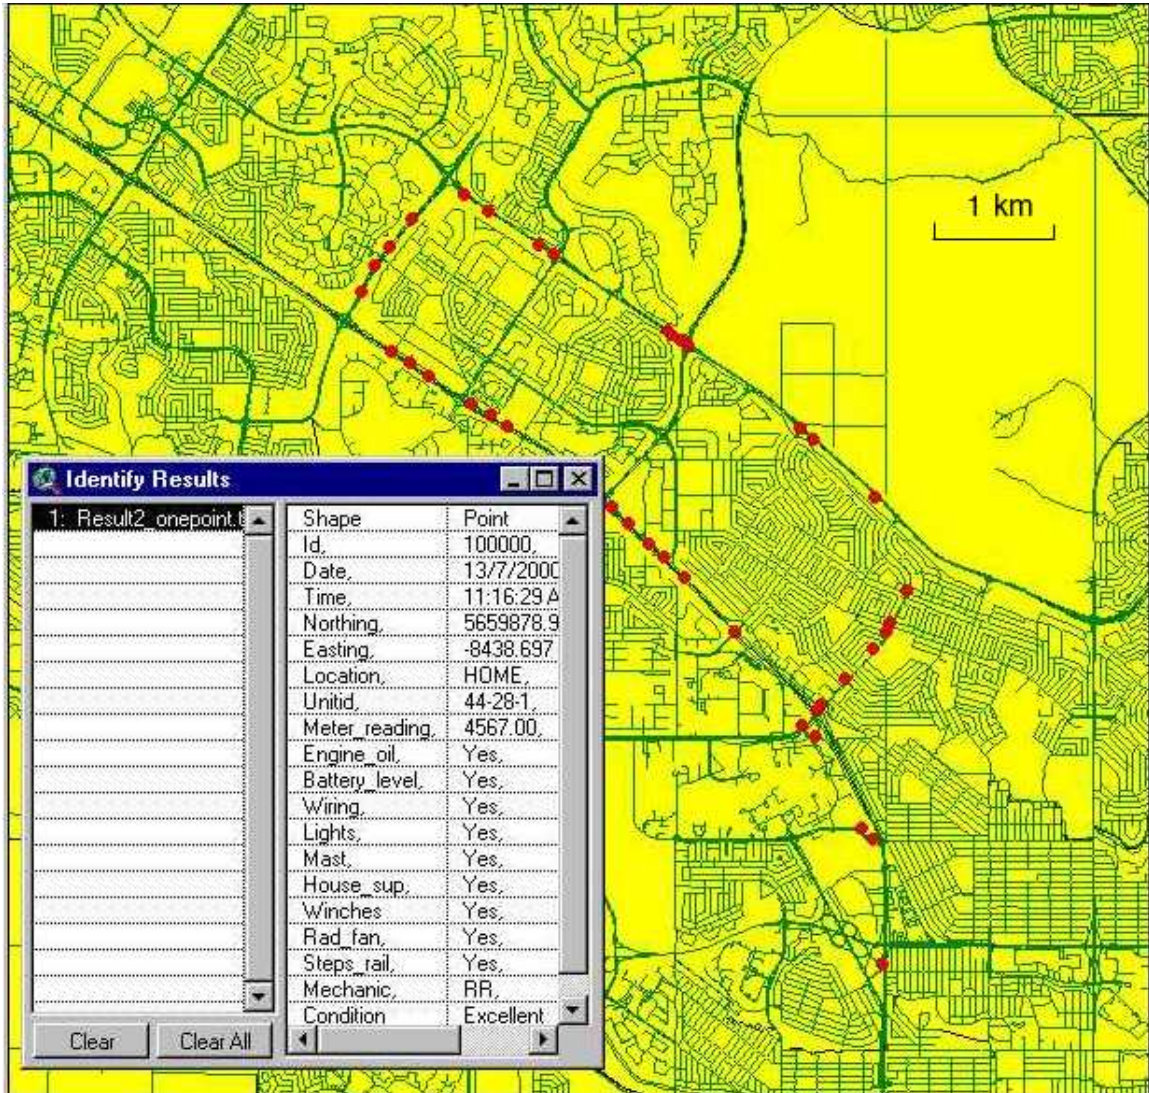 1 km
Identify Results
1: Result2_onepoint.t
Shape Point
Id, 100000,
Date, 13/7/2000
Time, 11:16:29 A
Northing, 5659878.9
Easting, -8438.697
Location, HOME,
Unitid, 44-28-1,
Meter_reading, 4567.00,
Engine_oil, Yes,
Battery_level, Yes,
Wiring, Yes,
Lights, Yes,
Mast, Yes,
House_sup, Yes,
Winches Yes,
Rad_fan, Yes,
Steps_rail, Yes,
Mechanic, RR,
Condition Excellent
Clear Clear All